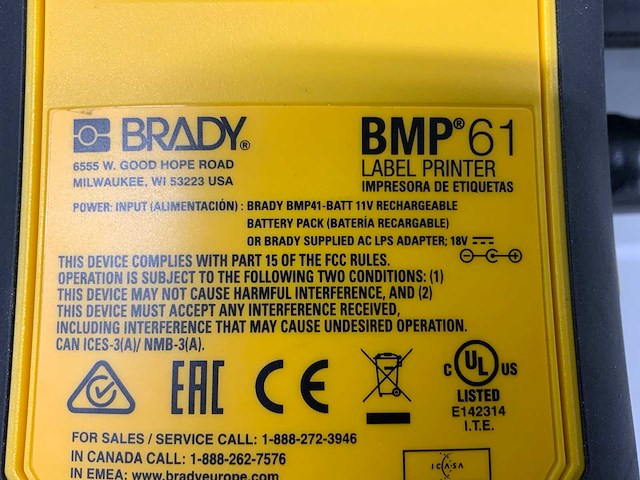 BRADY® BMP®61
6555 W. GOOD HOPE ROAD
MILWAUKEE, WI 53223 USA
LABEL PRINTER
IMPRESORA DE ETIQUETAS
POWER: INPUT (ALIMENTACIÓN) : BRADY BMP41-BATT 11V RECHARGEABLE
BATTERY PACK (BATERÍA RECARGABLE)
OR BRADY SUPPLIED AC LPS ADAPTER; 18V
THIS DEVICE COMPLIES WITH PART 15 OF THE FCC RULES.
OPERATION IS SUBJECT TO THE FOLLOWING TWO CONDITIONS: (1)
THIS DEVICE MAY NOT CAUSE HARMFUL INTERFERENCE, AND (2)
THIS DEVICE MUST ACCEPT ANY INTERFERENCE RECEIVED,
INCLUDING INTERFERENCE THAT MAY CAUSE UNDESIRED OPERATION.
CAN ICES-3(A)/ NMB-3(A).
EAC CE C UL US
LISTED
E142314
I.T.E.
FOR SALES / SERVICE CALL: 1-888-272-3946
IN CANADA CALL: 1-888-262-7576
IN EMEA: www.bradyeurope.com
ICASA